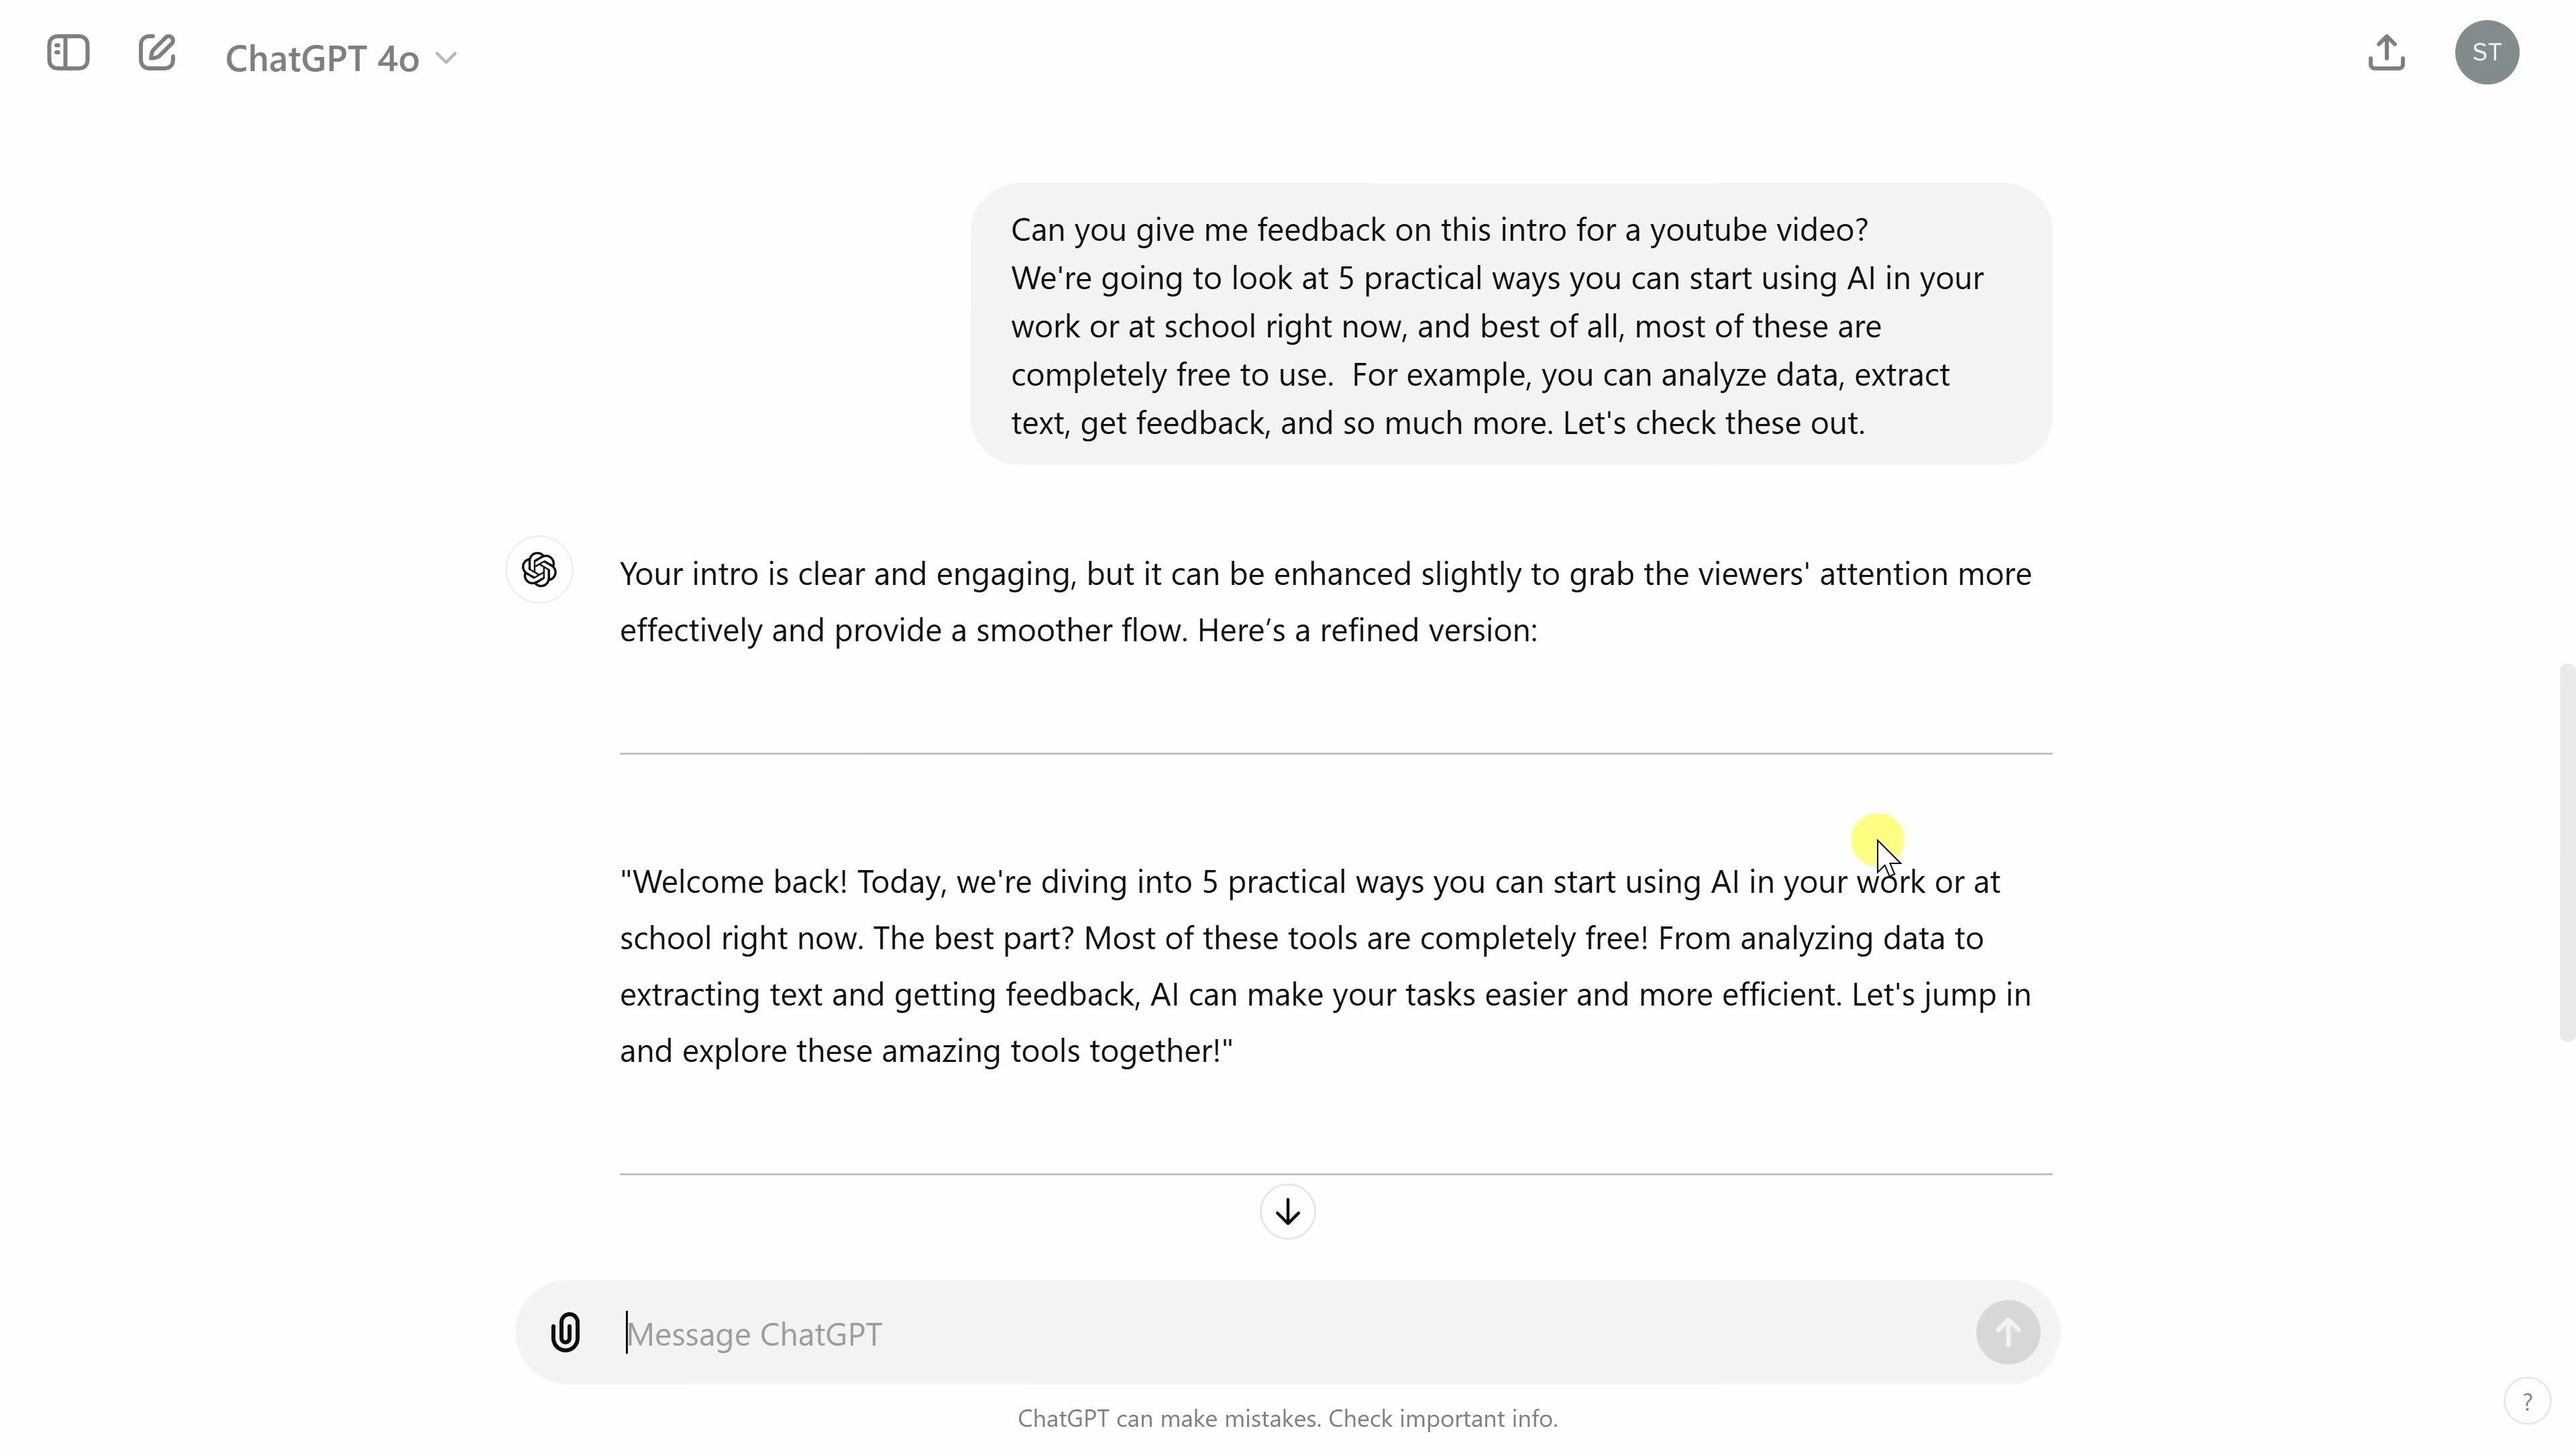 ChatGPT 4o
ST
Can you give me feedback on this intro for a youtube video?
We're going to look at 5 practical ways you can start using AI in your
work or at school right now, and best of all, most of these are
completely free to use.  For example, you can analyze data, extract
text, get feedback, and so much more. Let's check these out.
Your intro is clear and engaging, but it can be enhanced slightly to grab the viewers' attention more
effectively and provide a smoother flow. Here’s a refined version:
"Welcome back! Today, we're diving into 5 practical ways you can start using AI in your work or at
school right now. The best part? Most of these tools are completely free! From analyzing data to
extracting text and getting feedback, AI can make your tasks easier and more efficient. Let's jump in
and explore these amazing tools together!"
Message ChatGPT
ChatGPT can make mistakes. Check important info.
?